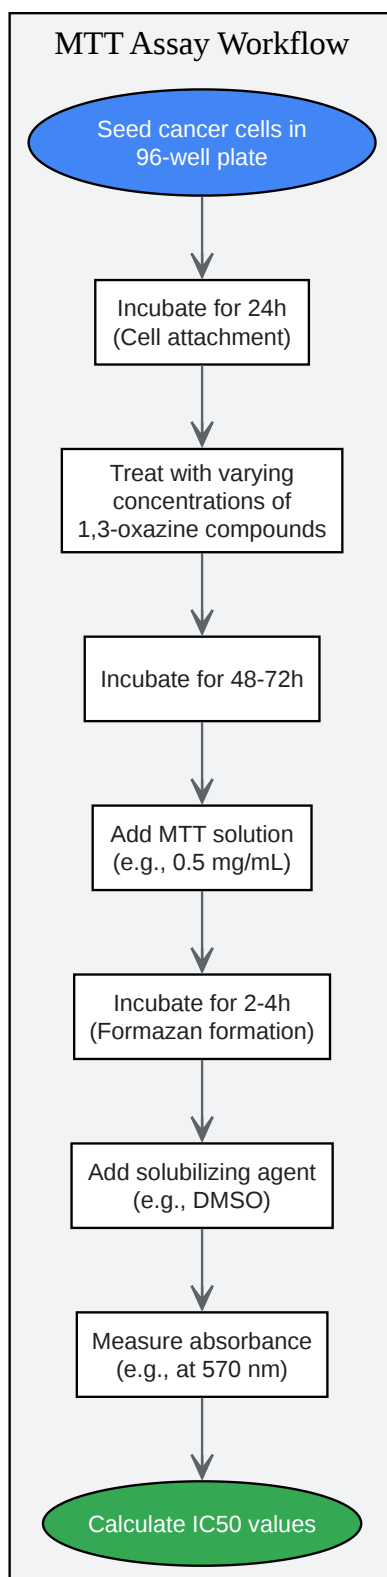 MTT Assay Workflow
Seed cancer cells in
96-well plate
Incubate for 24h
(Cell attachment)
Treat with varying
concentrations of
1,3-oxazine compounds
Incubate for 48-72h
Add MTT solution
(e.g., 0.5 mg/mL)
Incubate for 2-4h
(Formazan formation)
Add solubilizing agent
(e.g., DMSO)
Measure absorbance
(e.g., at 570 nm)
Calculate IC50 values